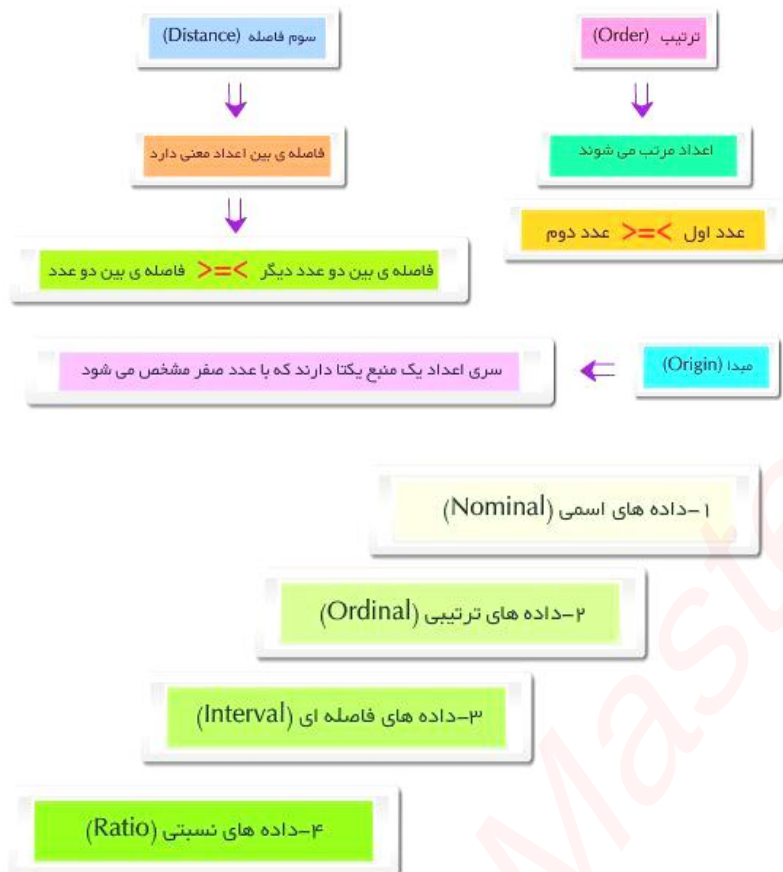 ترتیب (Order)
سوم فاصله (Distance)
اعداد مرتب می شوند
فاصله ی بین اعداد معنی دارد
عدد اول >=< عدد دوم
فاصله ی بین دو عدد دیگر >=< فاصله ی بین دو عدد
مبدا (Origin)
سری اعداد یک منبع یکتا دارند که با عدد صفر مشخص می شود
۱-داده های اسمی (Nominal)
۲-داده های ترتیبی (Ordinal)
۳-داده های فاصله ای (Interval)
۴-داده های نسبتی (Ratio)
Maste